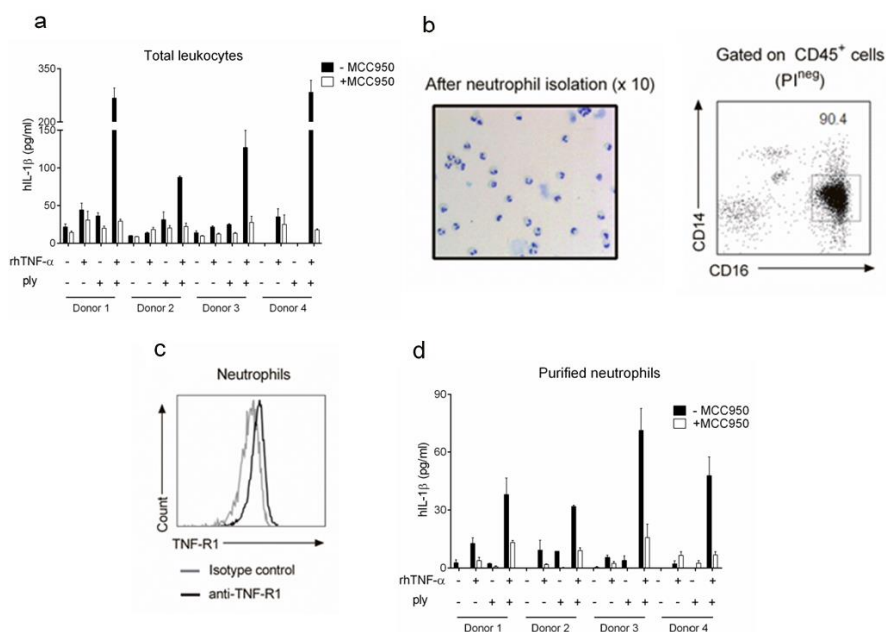 a
Total leukocytes
- MCC950
+MCC950
hIL-1β (pg/ml)
350
200
150
100
50
0
rhTNF-α - + - + - + - + - + - + - + - +
ply - - + + - - + + - - + + - - + +
Donor 1 Donor 2 Donor 3 Donor 4
b
After neutrophil isolation (x 10)
Gated on CD45+ cells
(PIneg)
90.4
CD14
CD16
c
Neutrophils
Count
TNF-R1
Isotype control
anti-TNF-R1
d
Purified neutrophils
- MCC950
+MCC950
hIL-1β (pg/ml)
90
60
30
0
rhTNF-α - + - + - + - + - + - + - + - +
ply - - + + - - + + - - + + - - + +
Donor 1 Donor 2 Donor 3 Donor 4